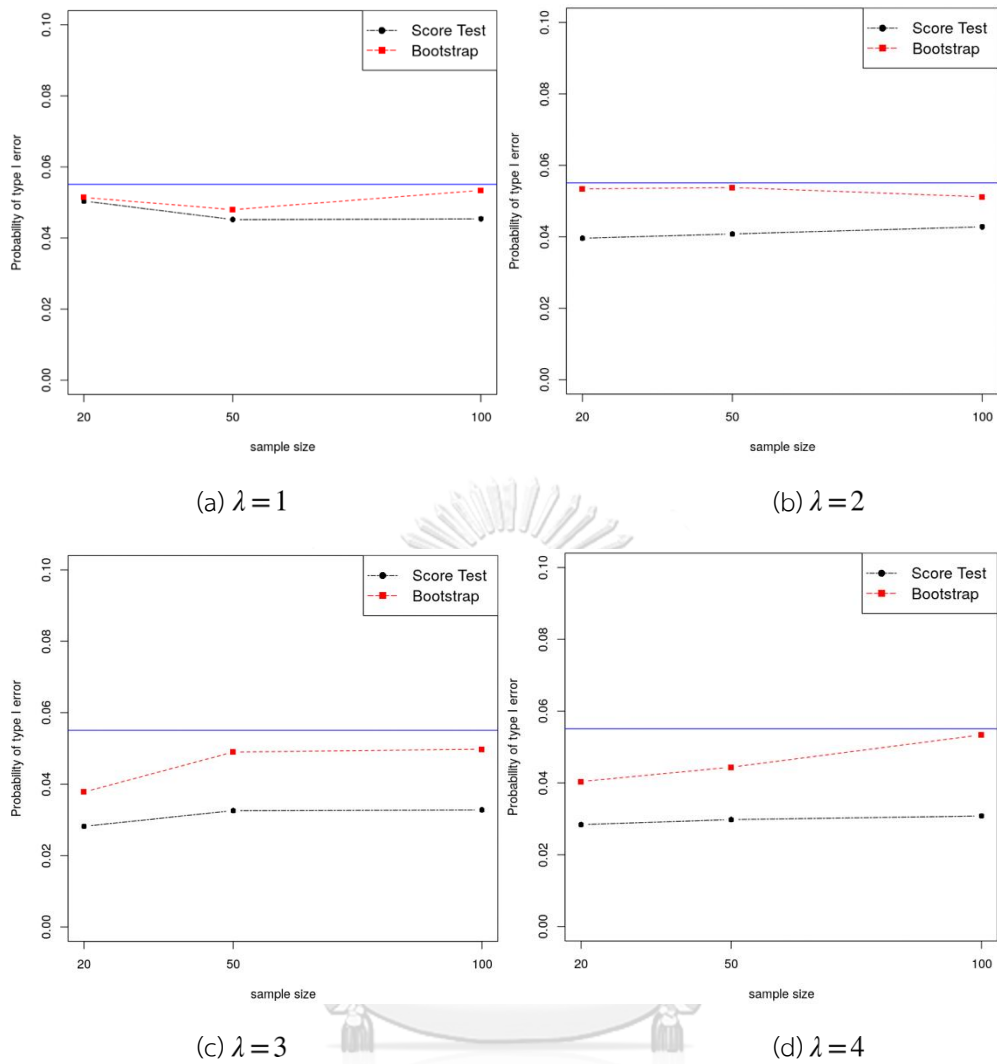 Score Test
Bootstrap
Probability of type I error
0.10
0.08
0.06
0.04
0.02
0.00
20
50
100
sample size
(a) λ=1
Score Test
Bootstrap
Probability of type I error
0.10
0.08
0.06
0.04
0.02
0.00
20
50
100
sample size
(b) λ=2
Score Test
Bootstrap
Probability of type I error
0.10
0.08
0.06
0.04
0.02
0.00
20
50
100
sample size
(c) λ=3
Score Test
Bootstrap
Probability of type I error
0.10
0.08
0.06
0.04
0.02
0.00
20
50
100
sample size
(d) λ=4